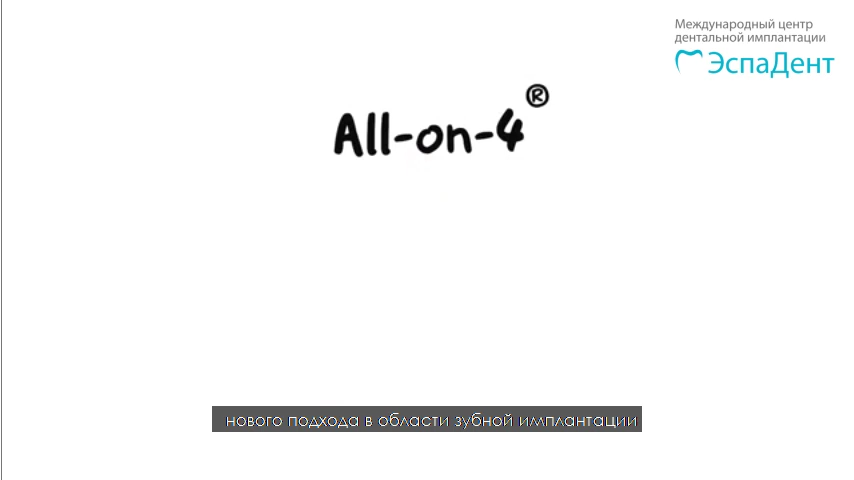 Международный центр
дентальной имплантации
ЭспаДент
All-on-4®
нового подхода в области зубной имплантации